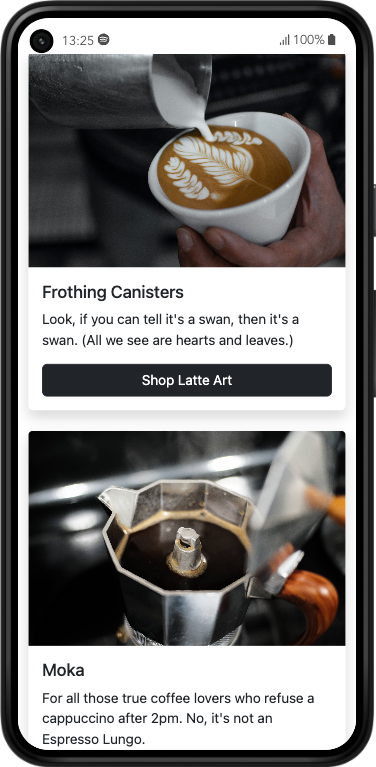 13:25
100%
Frothing Canisters
Look, if you can tell it's a swan, then it's a
swan. (All we see are hearts and leaves.)
Shop Latte Art
Moka
For all those true coffee lovers who refuse a
cappuccino after 2pm. No, it's not an
Espresso Lungo.